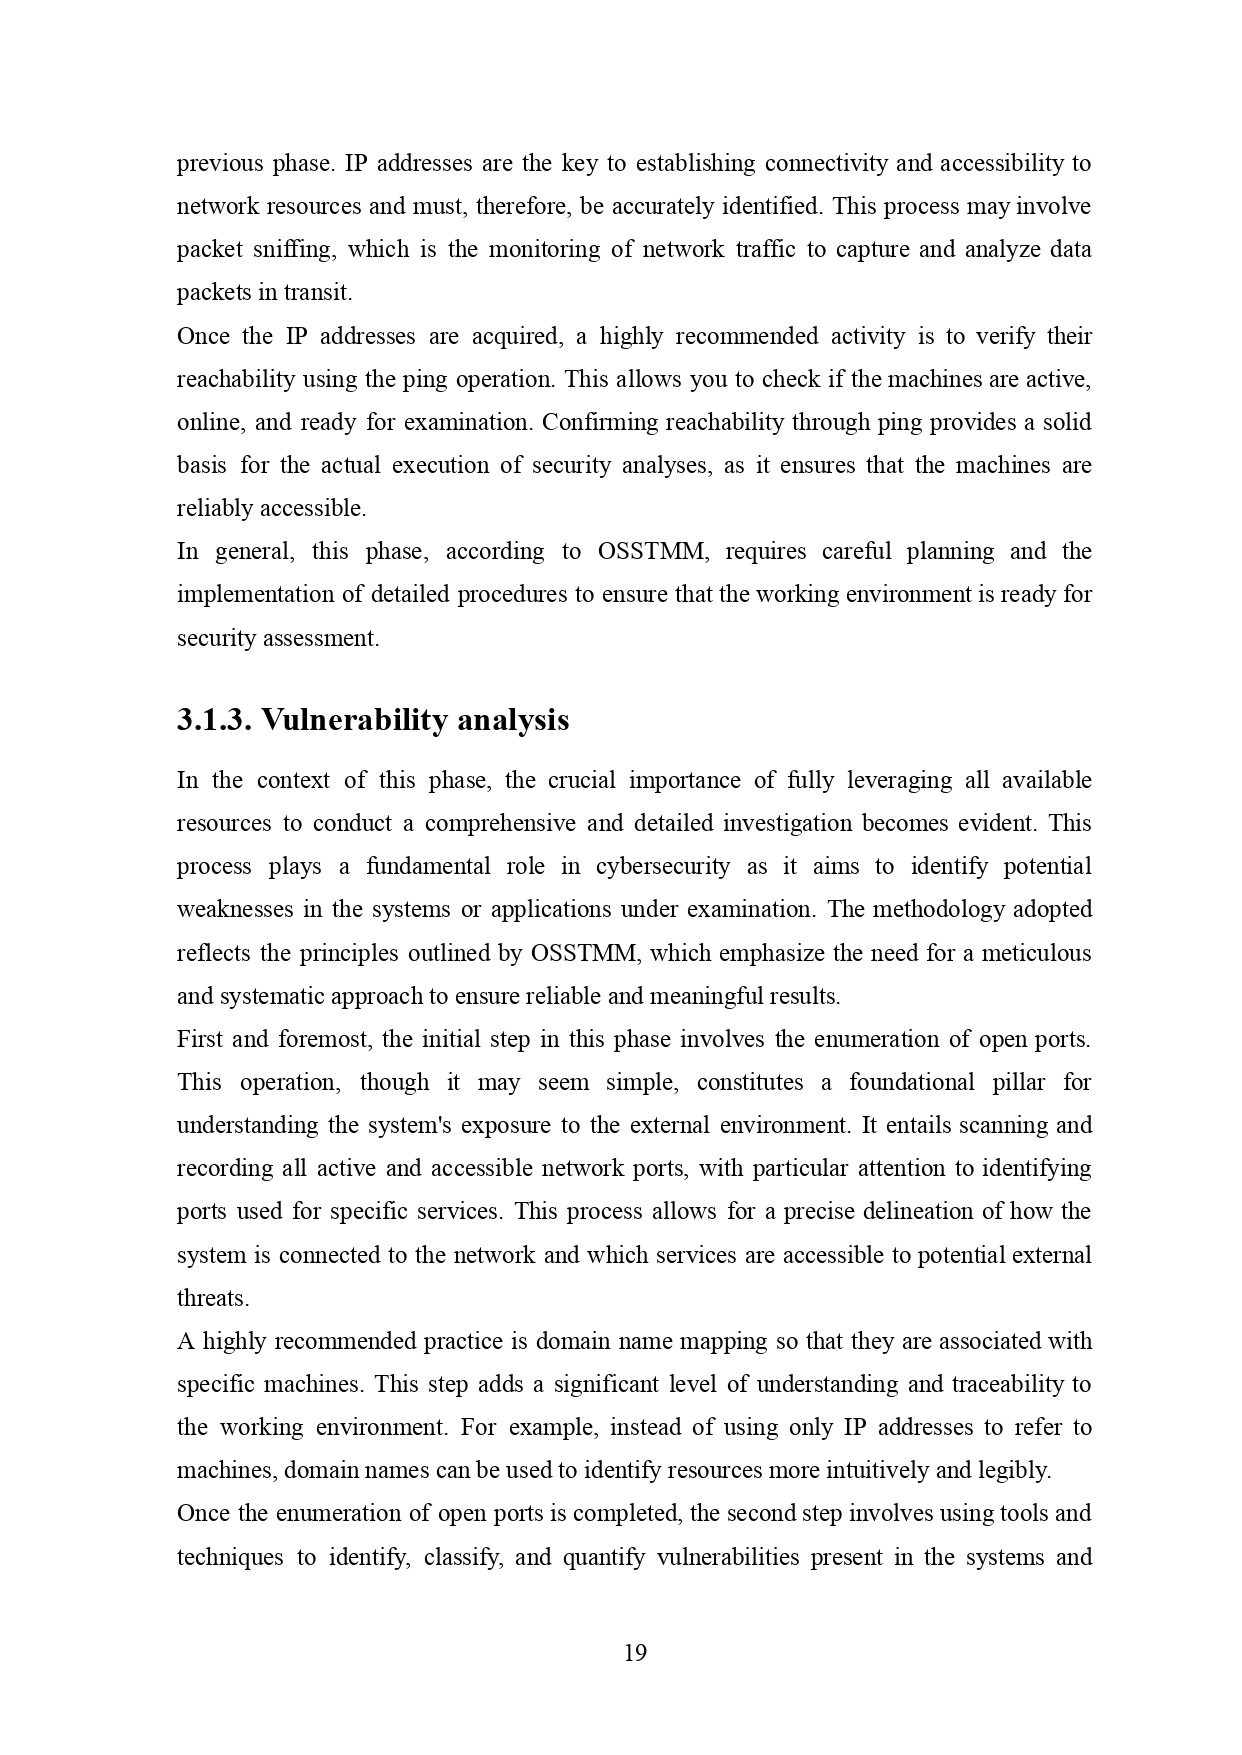 previous phase. IP addresses are the key to establishing connectivity and accessibility to
network resources and must, therefore, be accurately identified. This process may involve
packet sniffing, which is the monitoring of network traffic to capture and analyze data
packets in transit.
Once the IP addresses are acquired, a highly recommended activity is to verify their
reachability using the ping operation. This allows you to check if the machines are active,
online, and ready for examination. Confirming reachability through ping provides a solid
basis for the actual execution of security analyses, as it ensures that the machines are
reliably accessible.
In general, this phase, according to OSSTMM, requires careful planning and the
implementation of detailed procedures to ensure that the working environment is ready for
security assessment.
3.1.3. Vulnerability analysis
In the context of this phase, the crucial importance of fully leveraging all available
resources to conduct a comprehensive and detailed investigation becomes evident. This
process plays a fundamental role in cybersecurity as it aims to identify potential
weaknesses in the systems or applications under examination. The methodology adopted
reflects the principles outlined by OSSTMM, which emphasize the need for a meticulous
and systematic approach to ensure reliable and meaningful results.
First and foremost, the initial step in this phase involves the enumeration of open ports.
This operation, though it may seem simple, constitutes a foundational pillar for
understanding the system's exposure to the external environment. It entails scanning and
recording all active and accessible network ports, with particular attention to identifying
ports used for specific services. This process allows for a precise delineation of how the
system is connected to the network and which services are accessible to potential external
threats.
A highly recommended practice is domain name mapping so that they are associated with
specific machines. This step adds a significant level of understanding and traceability to
the working environment. For example, instead of using only IP addresses to refer to
machines, domain names can be used to identify resources more intuitively and legibly.
Once the enumeration of open ports is completed, the second step involves using tools and
techniques to identify, classify, and quantify vulnerabilities present in the systems and
19